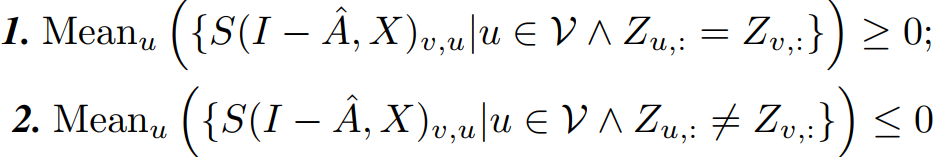 1. Mean_u ({S(I − Â, X)_{v,u}|u ∈ 𝒱 ∧ Z_{u,:} = Z_{v,:}}) ≥ 0;
2. Mean_u ({S(I − Â, X)_{v,u}|u ∈ 𝒱 ∧ Z_{u,:} ≠ Z_{v,:}}) ≤ 0